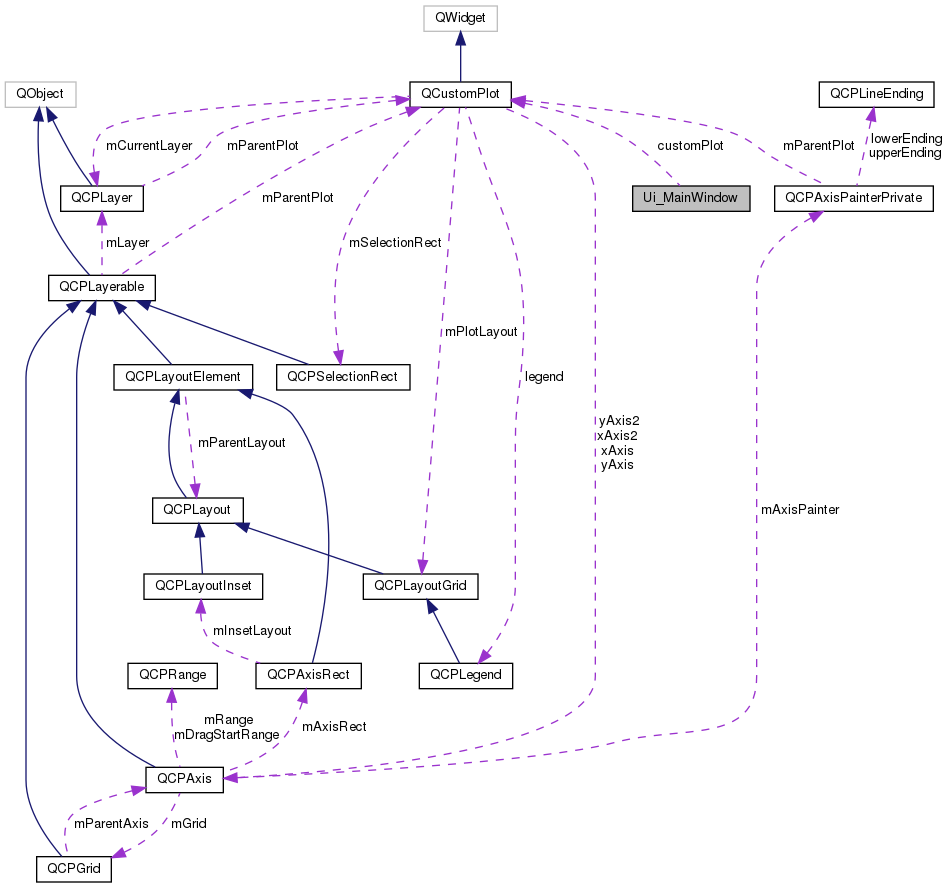 QWidget
QObject
QCustomPlot
QCPLineEnding
mCurrentLayer
mParentPlot
customPlot
mParentPlot
lowerEnding
upperEnding
QCPLayer
mParentPlot
Ui_MainWindow
QCPAxisPainterPrivate
mLayer
mSelectionRect
QCPLayerable
mPlotLayout
QCPLayoutElement
QCPSelectionRect
legend
yAxis2
xAxis2
xAxis
yAxis
mParentLayout
QCPLayout
mAxisPainter
QCPLayoutInset
QCPLayoutGrid
mInsetLayout
QCPRange
QCPAxisRect
QCPLegend
mRange
mDragStartRange
mAxisRect
QCPAxis
mParentAxis
mGrid
QCPGrid